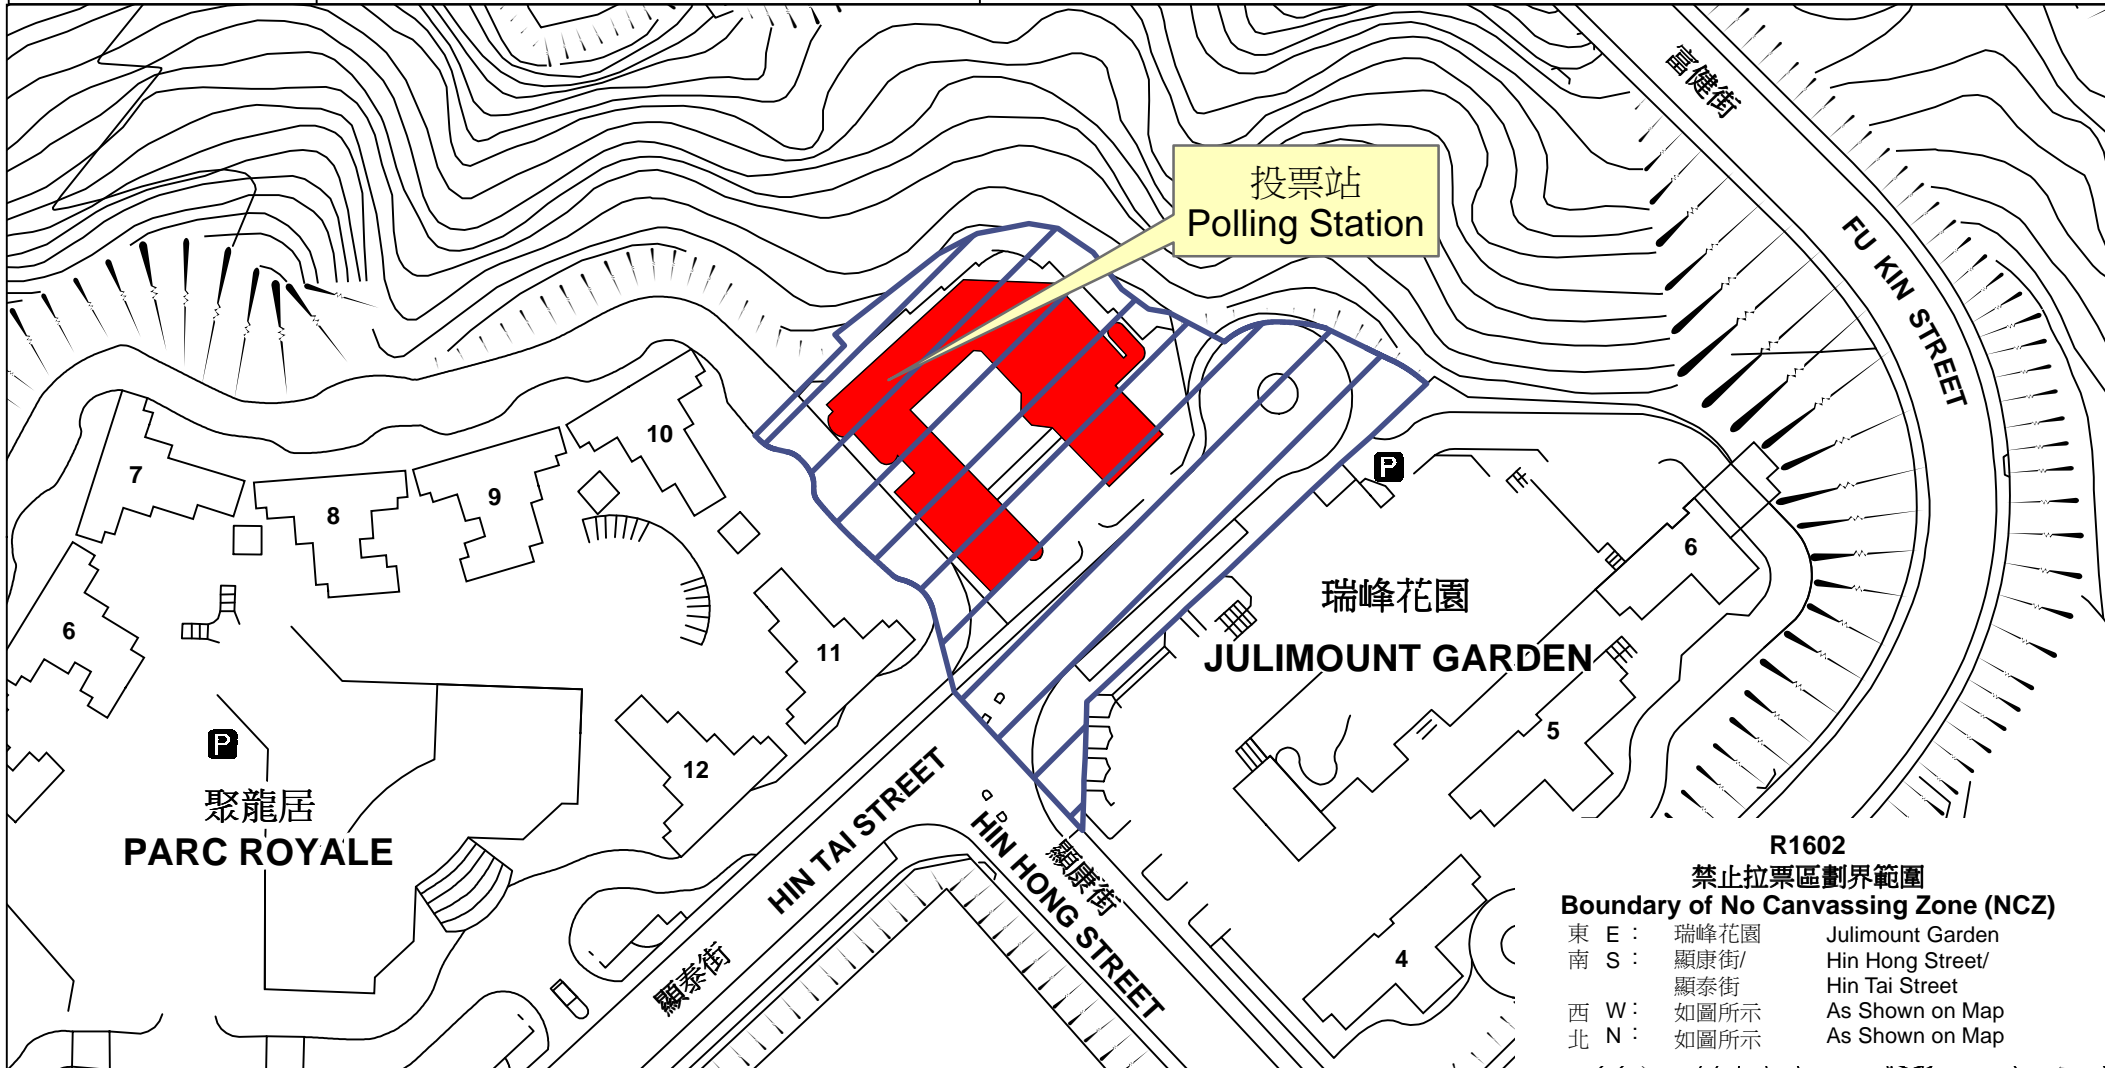 富健街
FU KIN STREET
投票站
Polling Station
10
7
8
9
6
11
12
P
聚龍居
PARC ROYALE
P
瑞峰花園
JULIMOUNT GARDEN
6
5
4
HIN TAI STREET
顯泰街
HIN HONG STREET
顯康街
R1602
禁止拉票區劃界範圍
Boundary of No Canvassing Zone (NCZ)
東 E : 瑞峰花園 Julimount Garden
南 S : 顯康街/ Hin Hong Street/
顯泰街 Hin Tai Street
西 W : 如圖所示 As Shown on Map
北 N : 如圖所示 As Shown on Map